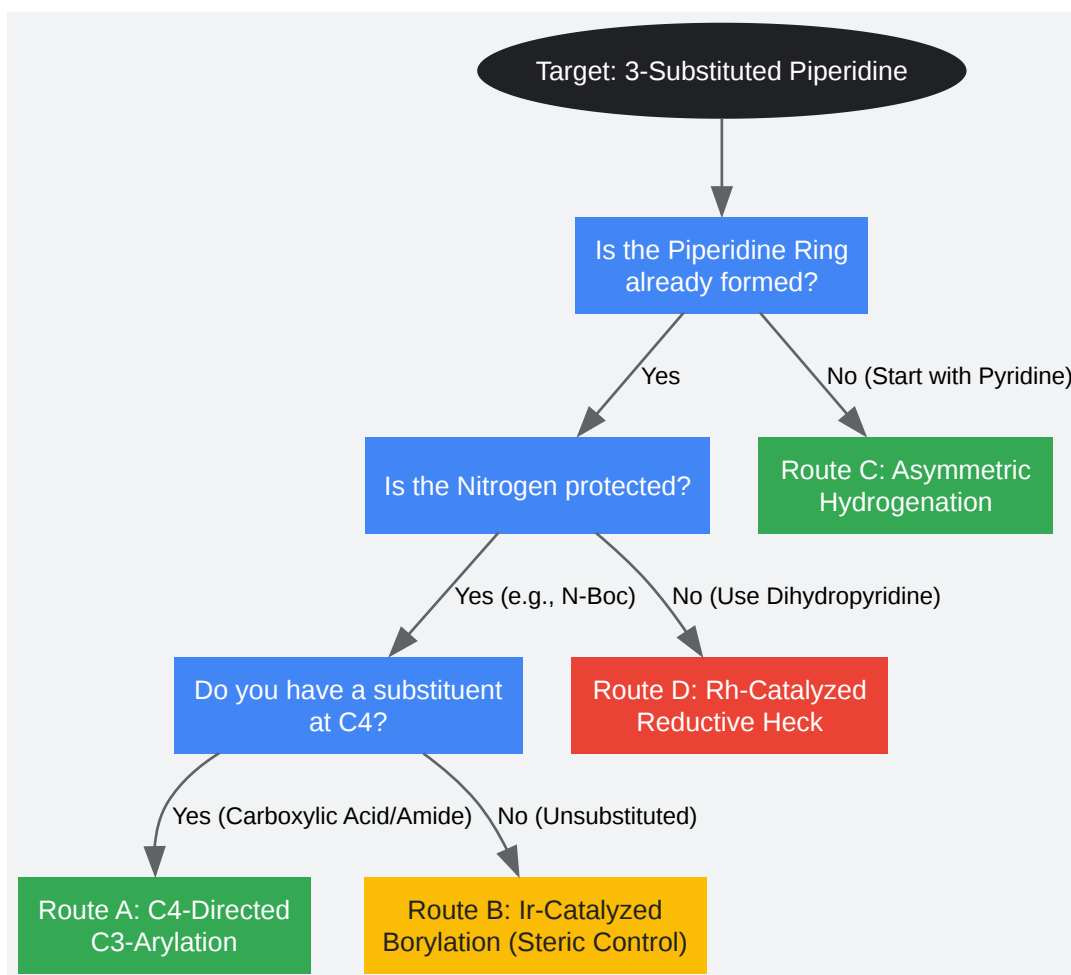 Target: 3-Substituted Piperidine
Is the Piperidine Ring
already formed?
Yes
No (Start with Pyridine)
Is the Nitrogen protected?
Route C: Asymmetric
Hydrogenation
Yes (e.g., N-Boc)
No (Use Dihydropyridine)
Do you have a substituent
at C4?
Route D: Rh-Catalyzed
Reductive Heck
Yes (Carboxylic Acid/Amide)
No (Unsubstituted)
Route A: C4-Directed
C3-Arylation
Route B: Ir-Catalyzed
Borylation (Steric Control)